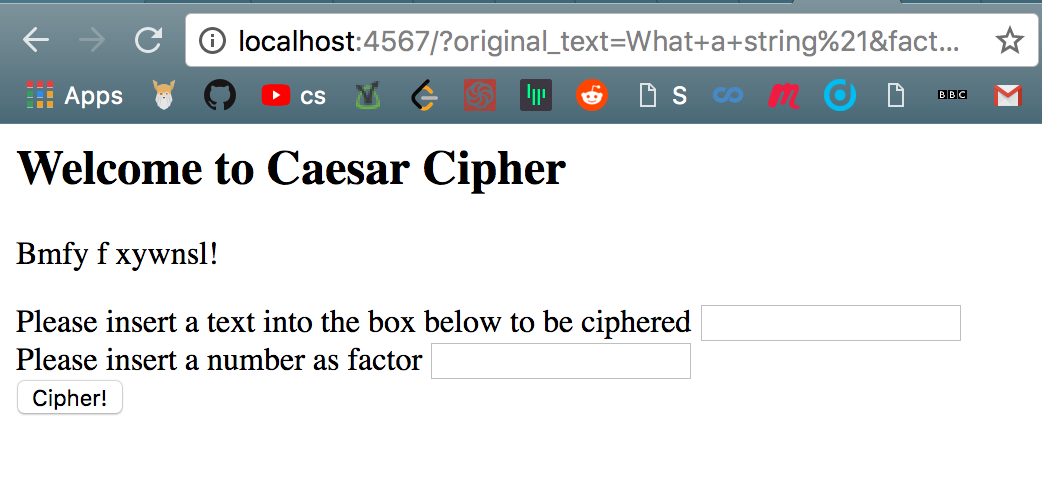 localhost:4567/?original_text=What+a+string%21&fact...
Apps cs S BBC
Welcome to Caesar Cipher
Bmfy f xywnsl!
Please insert a text into the box below to be ciphered
Please insert a number as factor
Cipher!